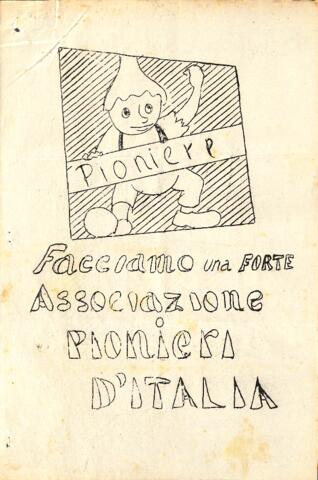 Pioniere
Facciamo una FORTE
ASSOCIAZIONE
PIONIERI
D'ITALIA